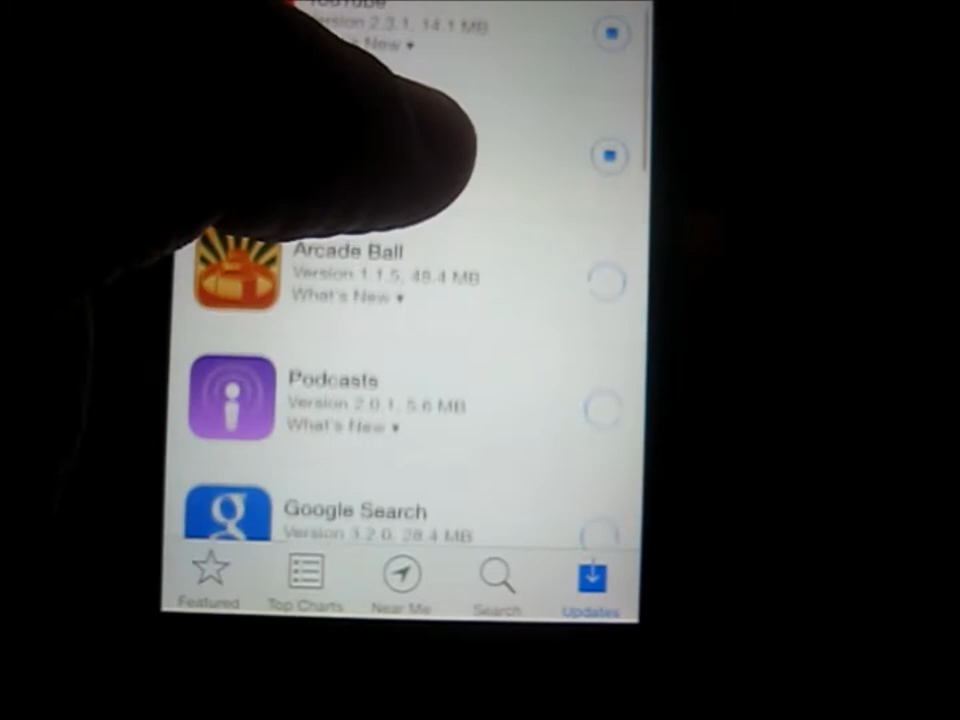 YouTube
Version 2.3.1, 14.1 MB
New ▾
Arcade Ball
Version 1.1.5, 48.4 MB
What's New ▾
Podcasts
Version 2.0.1, 5.6 MB
What's New ▾
g
Google Search
Version 3.2.0, 28.4 MB
Featured
Top Charts
Near Me
Search
Updates